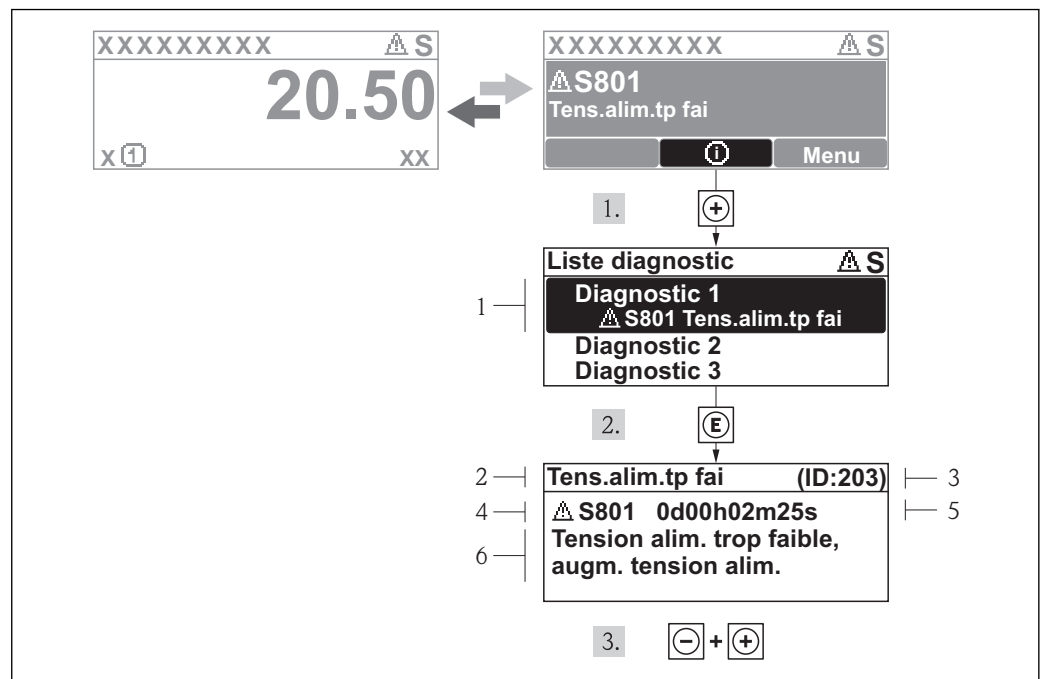 XXXXXXXXX ⚠ S
20.50
x ① xx
XXXXXXXXX ⚠ S
⚠ S801
Tens.alim.tp fai
ⓘ Menu
1. +
Liste diagnostic ⚠ S
1
Diagnostic 1
⚠ S801 Tens.alim.tp fai
Diagnostic 2
Diagnostic 3
2. E
2 Tens.alim.tp fai (ID:203) 3
4 ⚠ S801 0d00h02m25s 5
6
Tension alim. trop faible,
augm. tension alim.
3. - + +